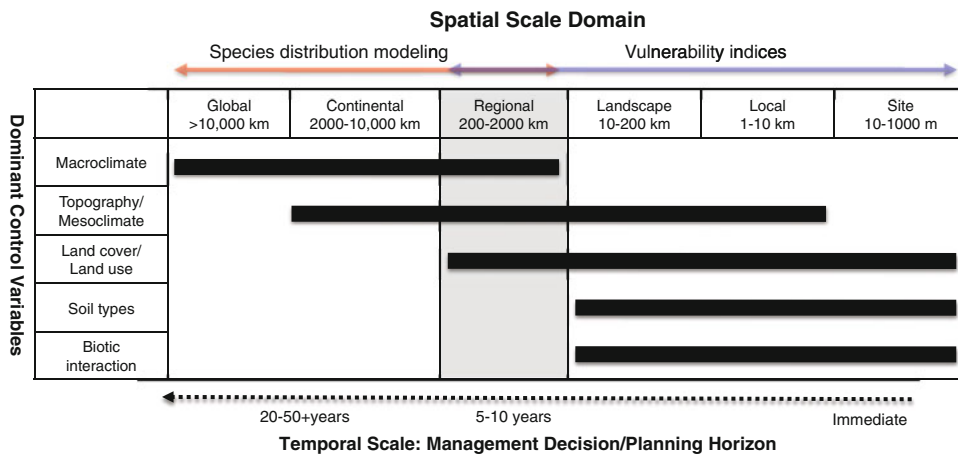 Spatial Scale Domain
Species distribution modeling
Vulnerability indices
Dominant Control Variables
Global
>10,000 km
Continental
2000-10,000 km
Regional
200-2000 km
Landscape
10-200 km
Local
1-10 km
Site
10-1000 m
Macroclimate
Topography/
Mesoclimate
Land cover/
Land use
Soil types
Biotic
interaction
20-50+years
5-10 years
Immediate
Temporal Scale: Management Decision/Planning Horizon